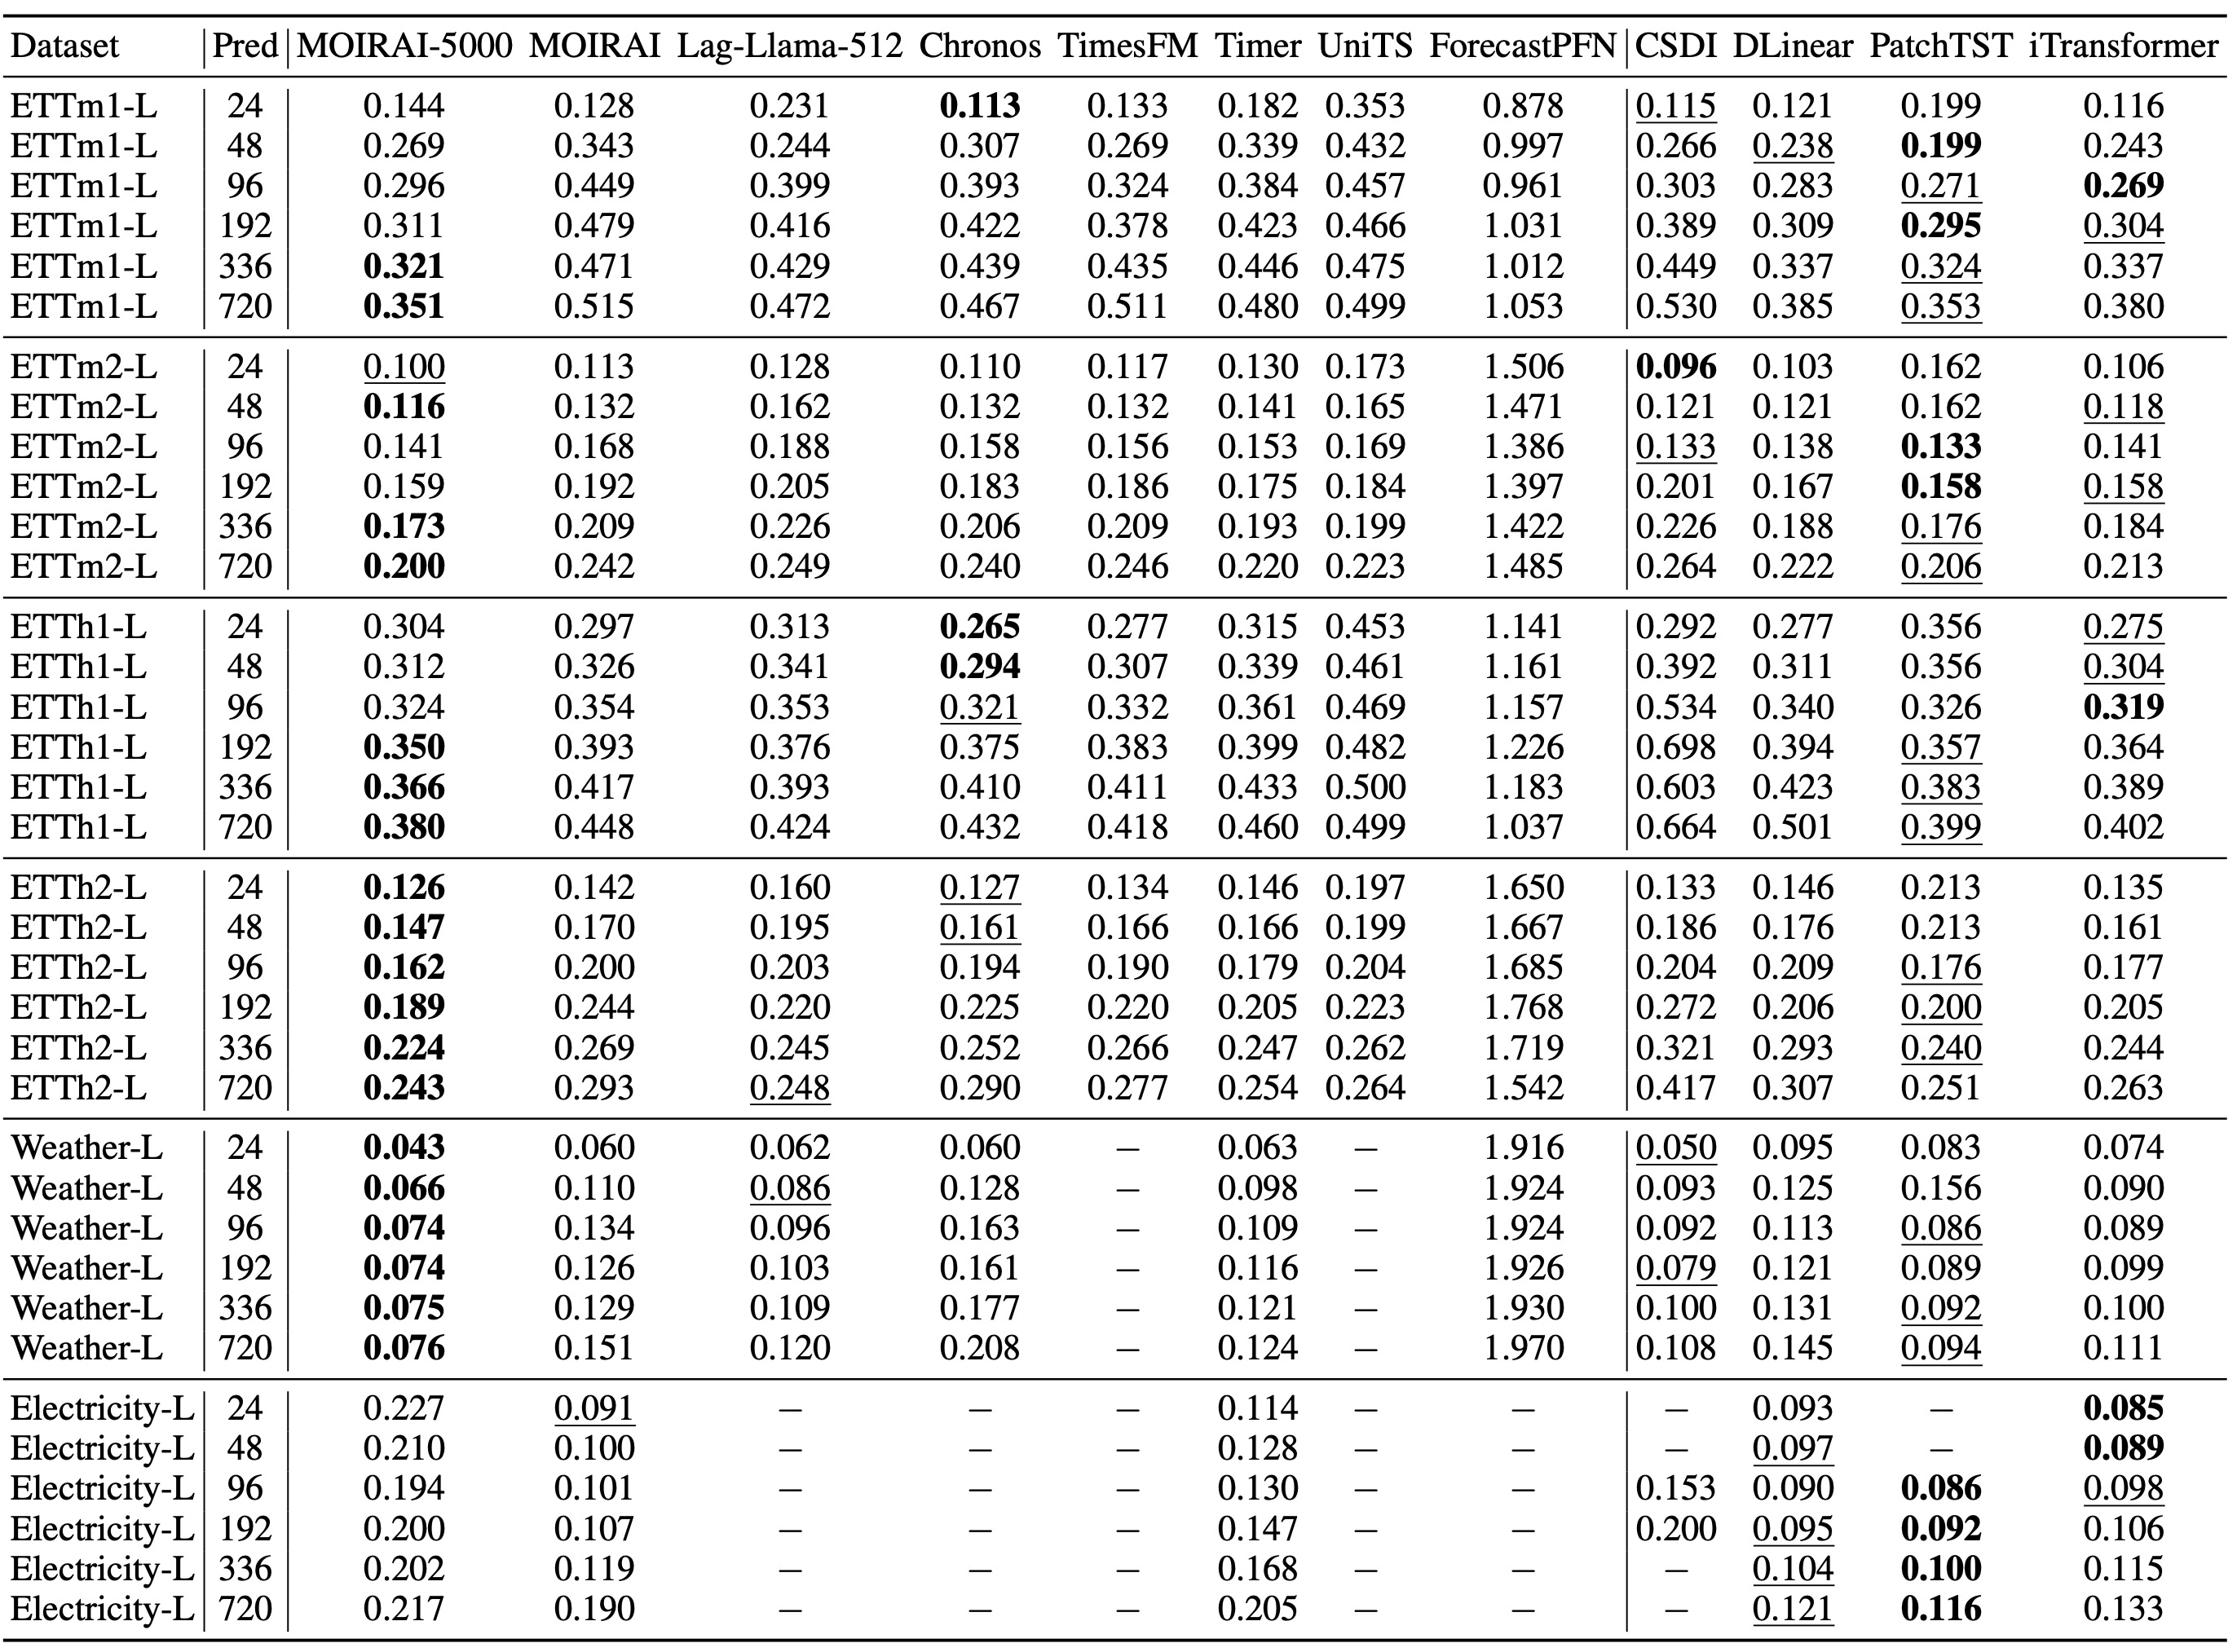 Dataset Pred MOIRAI-5000 MOIRAI Lag-Llama-512 Chronos TimesFM Timer UniTS ForecastPFN CSDI DLinear PatchTST iTransformer
ETTm1-L 24 0.144 0.128 0.231 0.113 0.133 0.182 0.353 0.878 0.115 0.121 0.199 0.116
ETTm1-L 48 0.269 0.343 0.244 0.307 0.269 0.339 0.432 0.997 0.266 0.238 0.199 0.243
ETTm1-L 96 0.296 0.449 0.399 0.393 0.324 0.384 0.457 0.961 0.303 0.283 0.271 0.269
ETTm1-L 192 0.311 0.479 0.416 0.422 0.378 0.423 0.466 1.031 0.389 0.309 0.295 0.304
ETTm1-L 336 0.321 0.471 0.429 0.439 0.435 0.446 0.475 1.012 0.449 0.337 0.324 0.337
ETTm1-L 720 0.351 0.515 0.472 0.467 0.511 0.480 0.499 1.053 0.530 0.385 0.353 0.380
ETTm2-L 24 0.100 0.113 0.128 0.110 0.117 0.130 0.173 1.506 0.096 0.103 0.162 0.106
ETTm2-L 48 0.116 0.132 0.162 0.132 0.132 0.141 0.165 1.471 0.121 0.121 0.162 0.118
ETTm2-L 96 0.141 0.168 0.188 0.158 0.156 0.153 0.169 1.386 0.133 0.138 0.133 0.141
ETTm2-L 192 0.159 0.192 0.205 0.183 0.186 0.175 0.184 1.397 0.201 0.167 0.158 0.158
ETTm2-L 336 0.173 0.209 0.226 0.206 0.209 0.193 0.199 1.422 0.226 0.188 0.176 0.184
ETTm2-L 720 0.200 0.242 0.249 0.240 0.246 0.220 0.223 1.485 0.264 0.222 0.206 0.213
ETTh1-L 24 0.304 0.297 0.313 0.265 0.277 0.315 0.453 1.141 0.292 0.277 0.356 0.275
ETTh1-L 48 0.312 0.326 0.341 0.294 0.307 0.339 0.461 1.161 0.392 0.311 0.356 0.304
ETTh1-L 96 0.324 0.354 0.353 0.321 0.332 0.361 0.469 1.157 0.534 0.340 0.326 0.319
ETTh1-L 192 0.350 0.393 0.376 0.375 0.383 0.399 0.482 1.226 0.698 0.394 0.357 0.364
ETTh1-L 336 0.366 0.417 0.393 0.410 0.411 0.433 0.500 1.183 0.603 0.423 0.383 0.389
ETTh1-L 720 0.380 0.448 0.424 0.432 0.418 0.460 0.499 1.037 0.664 0.501 0.399 0.402
ETTh2-L 24 0.126 0.142 0.160 0.127 0.134 0.146 0.197 1.650 0.133 0.146 0.213 0.135
ETTh2-L 48 0.147 0.170 0.195 0.161 0.166 0.166 0.199 1.667 0.186 0.176 0.213 0.161
ETTh2-L 96 0.162 0.200 0.203 0.194 0.190 0.179 0.204 1.685 0.204 0.209 0.176 0.177
ETTh2-L 192 0.189 0.244 0.220 0.225 0.220 0.205 0.223 1.768 0.272 0.206 0.200 0.205
ETTh2-L 336 0.224 0.269 0.245 0.252 0.266 0.247 0.262 1.719 0.321 0.293 0.240 0.244
ETTh2-L 720 0.243 0.293 0.248 0.290 0.277 0.254 0.264 1.542 0.417 0.307 0.251 0.263
Weather-L 24 0.043 0.060 0.062 0.060 – 0.063 – 1.916 0.050 0.095 0.083 0.074
Weather-L 48 0.066 0.110 0.086 0.128 – 0.098 – 1.924 0.093 0.125 0.156 0.090
Weather-L 96 0.074 0.134 0.096 0.163 – 0.109 – 1.924 0.092 0.113 0.086 0.089
Weather-L 192 0.074 0.126 0.103 0.161 – 0.116 – 1.926 0.079 0.121 0.089 0.099
Weather-L 336 0.075 0.129 0.109 0.177 – 0.121 – 1.930 0.100 0.131 0.092 0.100
Weather-L 720 0.076 0.151 0.120 0.208 – 0.124 – 1.970 0.108 0.145 0.094 0.111
Electricity-L 24 0.227 0.091 – – – 0.114 – – – 0.093 – 0.085
Electricity-L 48 0.210 0.100 – – – 0.128 – – – 0.097 – 0.089
Electricity-L 96 0.194 0.101 – – – 0.130 – – 0.153 0.090 0.086 0.098
Electricity-L 192 0.200 0.107 – – – 0.147 – – 0.200 0.095 0.092 0.106
Electricity-L 336 0.202 0.119 – – – 0.168 – – – 0.104 0.100 0.115
Electricity-L 720 0.217 0.190 – – – 0.205 – – – 0.121 0.116 0.133